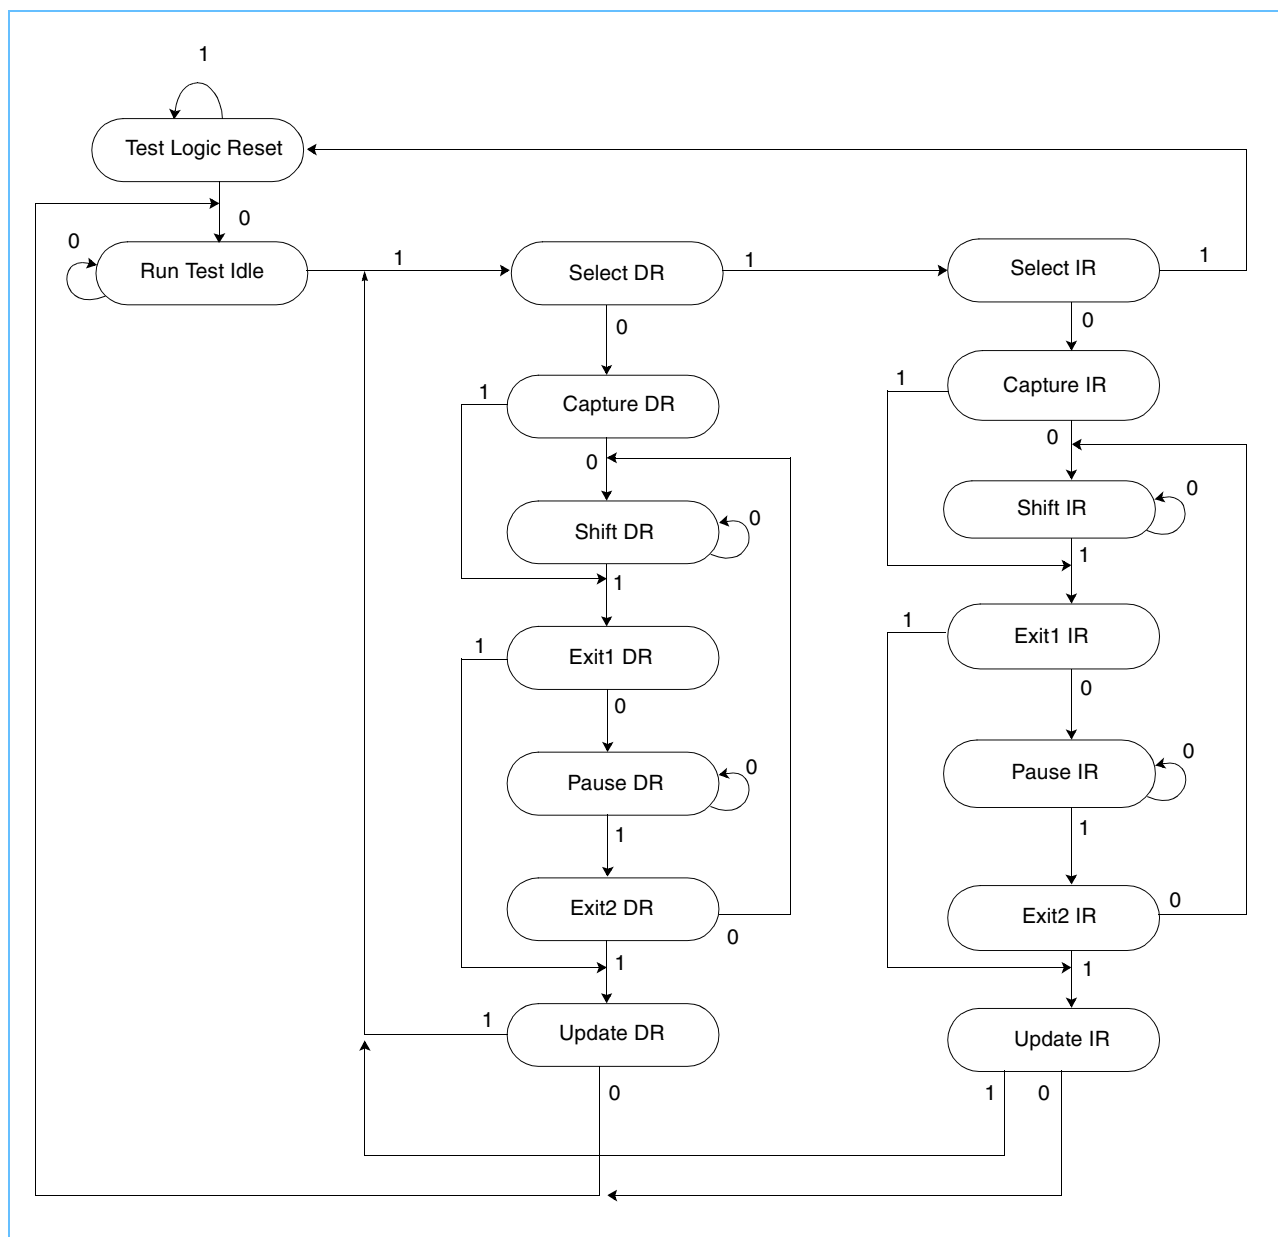 1
Test Logic Reset
0
0
Run Test Idle
1
Select DR
1
Select IR
1
0
0
1
Capture DR
1
Capture IR
0
0
Shift DR
0
Shift IR
0
1
1
1
Exit1 DR
1
Exit1 IR
0
0
Pause DR
0
Pause IR
0
1
1
Exit2 DR
0
Exit2 IR
0
1
1
1
Update DR
Update IR
0
1
0